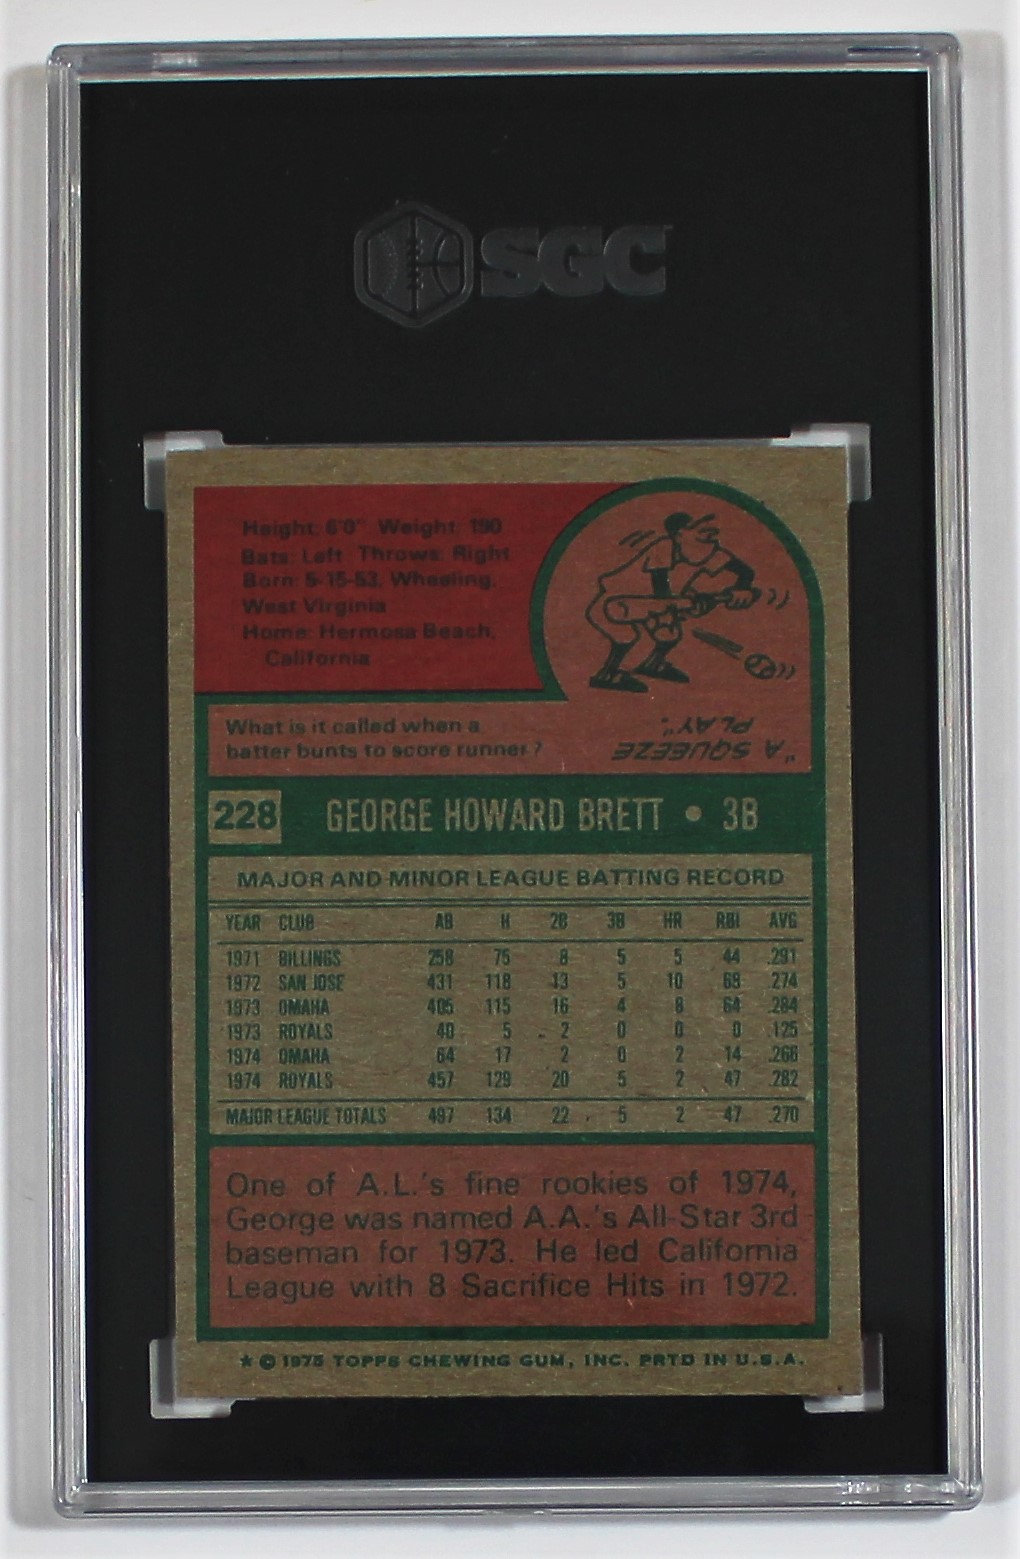 SGC
Height: 6'0" Weight: 190
Bats: Left Throws: Right
Born: 5-15-53, Wheeling,
West Virginia
Home: Hermosa Beach,
California
What is it called when a
batter bunts to score runner?
"A SQUEEZE
PLAY".
228 GEORGE HOWARD BRETT • 3B
MAJOR AND MINOR LEAGUE BATTING RECORD
YEAR CLUB AB H 2B 3B HR RBI AVG
1971 BILLINGS 258 75 8 5 5 44 .291
1972 SAN JOSE 431 118 13 5 10 68 .274
1973 OMAHA 405 115 16 4 8 64 .284
1973 ROYALS 40 5 2 0 0 0 .125
1974 OMAHA 64 17 2 0 2 14 .266
1974 ROYALS 457 129 20 5 2 47 .282
MAJOR LEAGUE TOTALS 497 134 22 5 2 47 .270
One of A.L.'s fine rookies of 1974,
George was named A.A.'s All-Star 3rd
baseman for 1973. He led California
League with 8 Sacrifice Hits in 1972.
★ © 1975 TOPPS CHEWING GUM, INC. PRTD IN U.S.A.